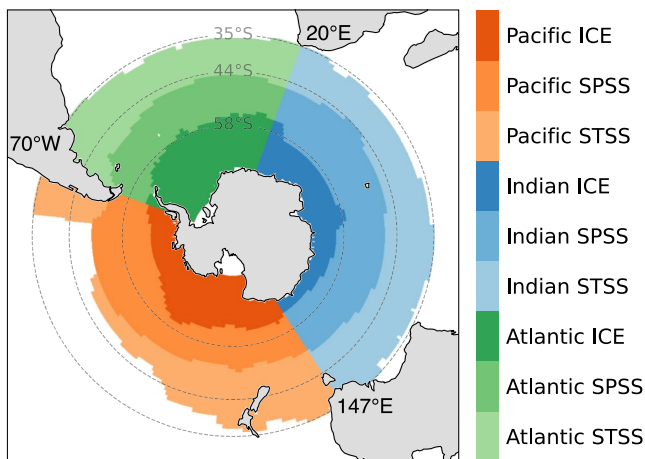 35°S
20°E
44°S
58°S
70°W
147°E
Pacific ICE
Pacific SPSS
Pacific STSS
Indian ICE
Indian SPSS
Indian STSS
Atlantic ICE
Atlantic SPSS
Atlantic STSS